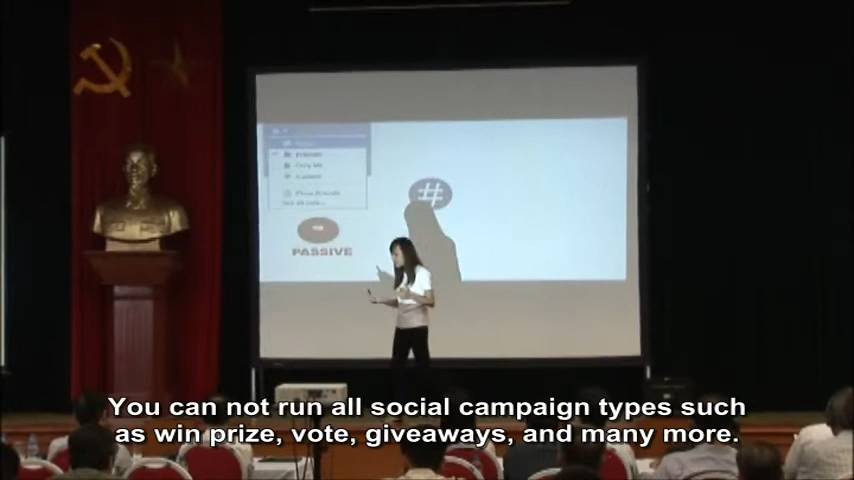 #
PASSIVE
You can not run all social campaign types such
as win prize, vote, giveaways, and many more.